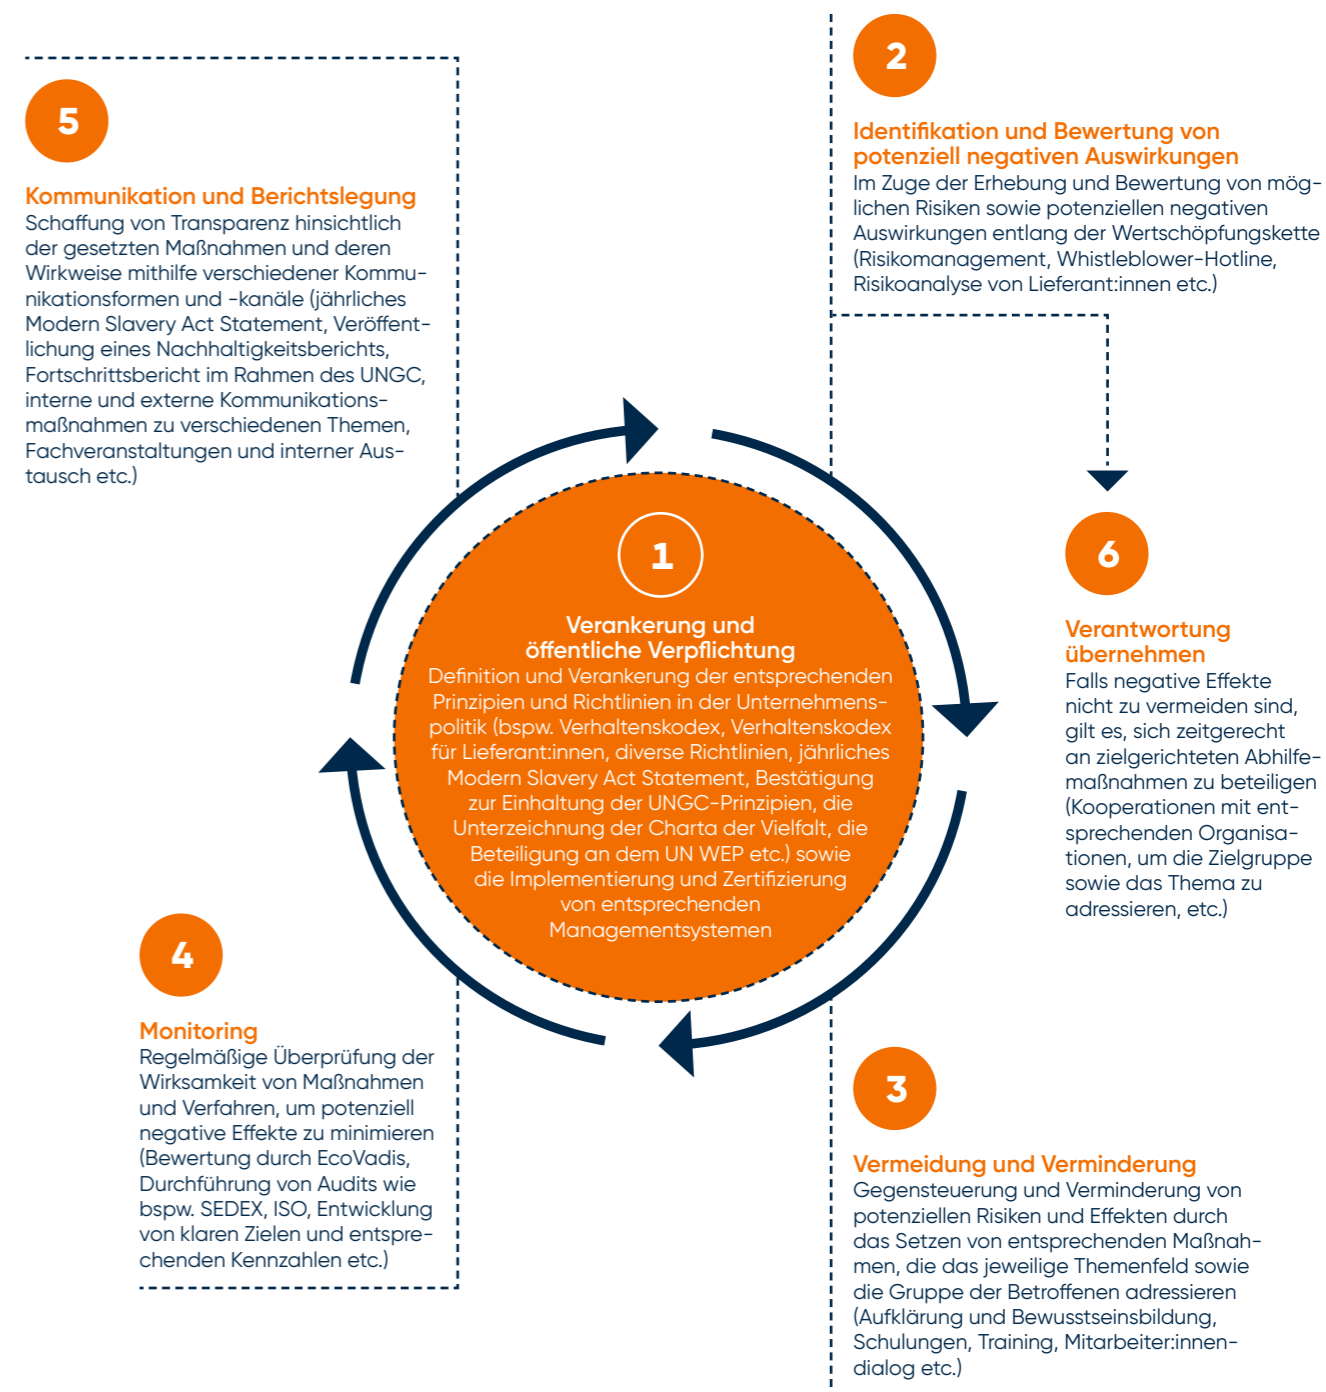 1
Verankerung und
öffentliche Verpflichtung
Definition und Verankerung der entsprechenden
Prinzipien und Richtlinien in der Unternehmens-
politik (bspw. Verhaltenskodex, Verhaltenskodex
für Lieferant:innen, diverse Richtlinien, jährliches
Modern Slavery Act Statement, Bestätigung
zur Einhaltung der UNGC-Prinzipien, die
Unterzeichnung der Charta der Vielfalt, die
Beteiligung an dem UN WEP etc.) sowie
die Implementierung und Zertifizierung
von entsprechenden
Managementsystemen
2
Identifikation und Bewertung von
potenziell negativen Auswirkungen
Im Zuge der Erhebung und Bewertung von mög-
lichen Risiken sowie potenziellen negativen
Auswirkungen entlang der Wertschöpfungskette
(Risikomanagement, Whistleblower-Hotline,
Risikoanalyse von Lieferant:innen etc.)
3
Vermeidung und Verminderung
Gegensteuerung und Verminderung von
potenziellen Risiken und Effekten durch
das Setzen von entsprechenden Maßnah-
men, die das jeweilige Themenfeld sowie
die Gruppe der Betroffenen adressieren
(Aufklärung und Bewusstseinsbildung,
Schulungen, Training, Mitarbeiter:innen-
dialog etc.)
4
Monitoring
Regelmäßige Überprüfung der
Wirksamkeit von Maßnahmen
und Verfahren, um potenziell
negative Effekte zu minimieren
(Bewertung durch EcoVadis,
Durchführung von Audits wie
bspw. SEDEX, ISO, Entwicklung
von klaren Zielen und entspre-
chenden Kennzahlen etc.)
5
Kommunikation und Berichtslegung
Schaffung von Transparenz hinsichtlich
der gesetzten Maßnahmen und deren
Wirkweise mithilfe verschiedener Kommu-
nikationsformen und -kanäle (jährliches
Modern Slavery Act Statement, Veröffent-
lichung eines Nachhaltigkeitsberichts,
Fortschrittsbericht im Rahmen des UNGC,
interne und externe Kommunikations-
maßnahmen zu verschiedenen Themen,
Fachveranstaltungen und interner Aus-
tausch etc.)
6
Verantwortung
übernehmen
Falls negative Effekte
nicht zu vermeiden sind,
gilt es, sich zeitgerecht
an zielgerichteten Abhilfe-
maßnahmen zu beteiligen
(Kooperationen mit ent-
sprechenden Organisa-
tionen, um die Zielgruppe
sowie das Thema zu
adressieren, etc.)